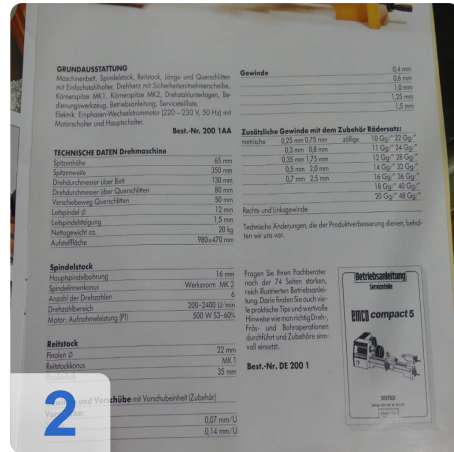 GRUNDAUSSTATTUNG
Maschinenbett, Spindelstock, Reitstock, Längs- und Querschlitten
mit Einfachstahlhalter, Drehherz mit Sicherheitsmitnehmerscheibe,
Körnerspitze MK1, Körnerspitze MK2, Drehstahlunterlagen, Be-
dienungswerkzeug, Betriebsanleitung, Serviceteilliste.
Elektrik: Einphasen-Wechselstrommotor (220 – 230 V, 50 Hz) mit
Motorschalter und Hauptschalter.
Best.-Nr. 200 1AA
TECHNISCHE DATEN Drehmaschine
Spitzenhöhe 65 mm
Spitzenweite 350 mm
Drehdurchmesser über Bett 130 mm
Drehdurchmesser über Querschlitten 80 mm
Verschiebeweg Querschlitten 50 mm
Leitspindel Ø 12 mm
Leitspindelsteigung 1,5 mm
Nettogewicht ca. 20 kg
Aufstellfläche 980x470 mm
Spindelstock
Hauptspindelbohrung 16 mm
Spindelinnenkonus Werksnorm MK 2
Anzahl der Drehzahlen 6
Drehzahlbereich 200–2400 U/min
Motor: Aufnahmeleistung (P1) 500 W S3–60%
Reitstock
Pinolen Ø 22 mm
Reitstockkonus MK 1
35 mm
und Vorschübe mit Vorschubeinheit (Zubehör)
0,07 mm/U
0,14 mm/U
Gewinde 0,4 mm
0,6 mm
1,0 mm
1,25 mm
1,5 mm
Zusätzliche Gewinde mit dem Zubehör Rädersatz:
metrische 0,25 mm 0,75 mm zöllige 10 Gg/" 22 Gg/"
0,3 mm 0,8 mm 11 Gg/" 24 Gg/"
0,35 mm 1,75 mm 12 Gg/" 28 Gg/"
0,5 mm 2,0 mm 14 Gg/" 32 Gg/"
0,7 mm 2,5 mm 16 Gg/" 36 Gg/"
18 Gg/" 40 Gg/"
20 Gg/" 48 Gg/"
Rechts- und Linksgewinde
Technische Änderungen, die der Produktverbesserung dienen, behal-
ten wir uns vor.
Fragen Sie Ihren Fachberater
nach der 74 Seiten starken,
reich illustrierten Betriebsanlei-
tung. Darin finden Sie auch vie-
le praktische Tips und wertvolle
Hinweise wie man richtig Dreh-,
Fräs- und Bohroperationen
durchführt und Zubehöre sinn-
voll einsetzt.
Best.-Nr. DE 200 1
Betriebsanleitung
Serviceteile
emco compact 5
2